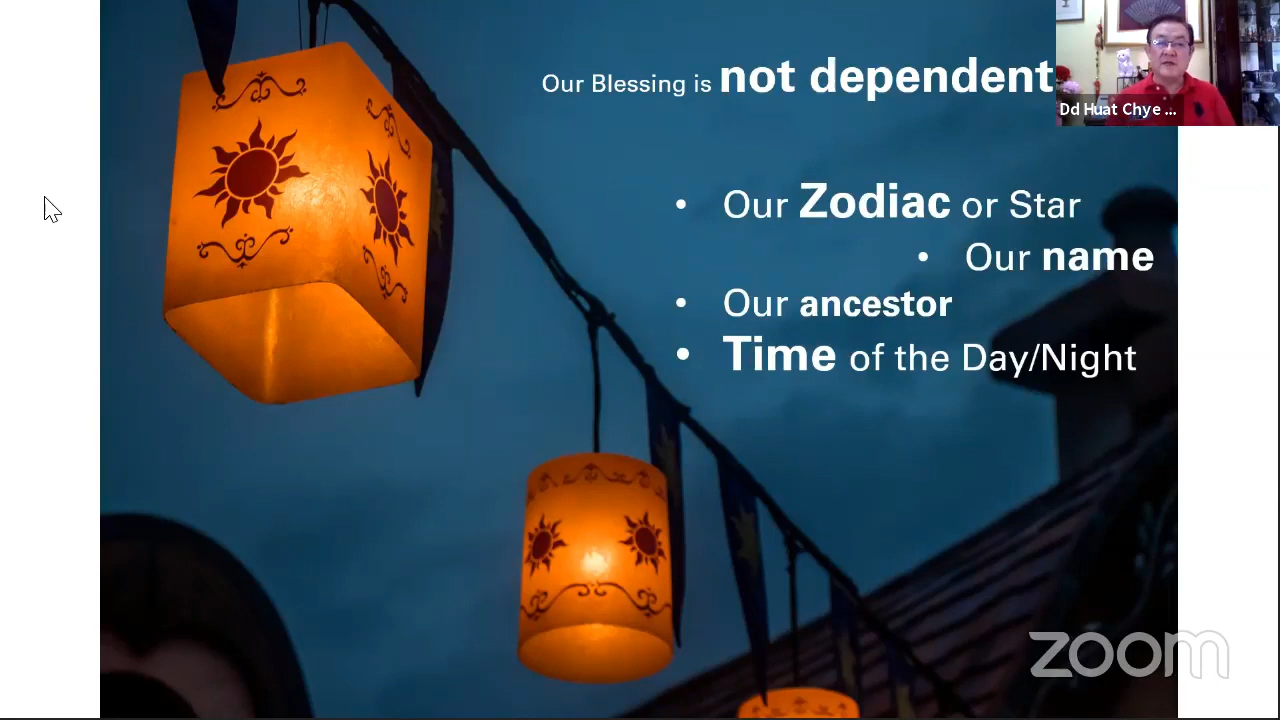 Our Blessing is not dependent
Dd Huat Chye ...
• Our Zodiac or Star
• Our name
• Our ancestor
• Time of the Day/Night
zoom